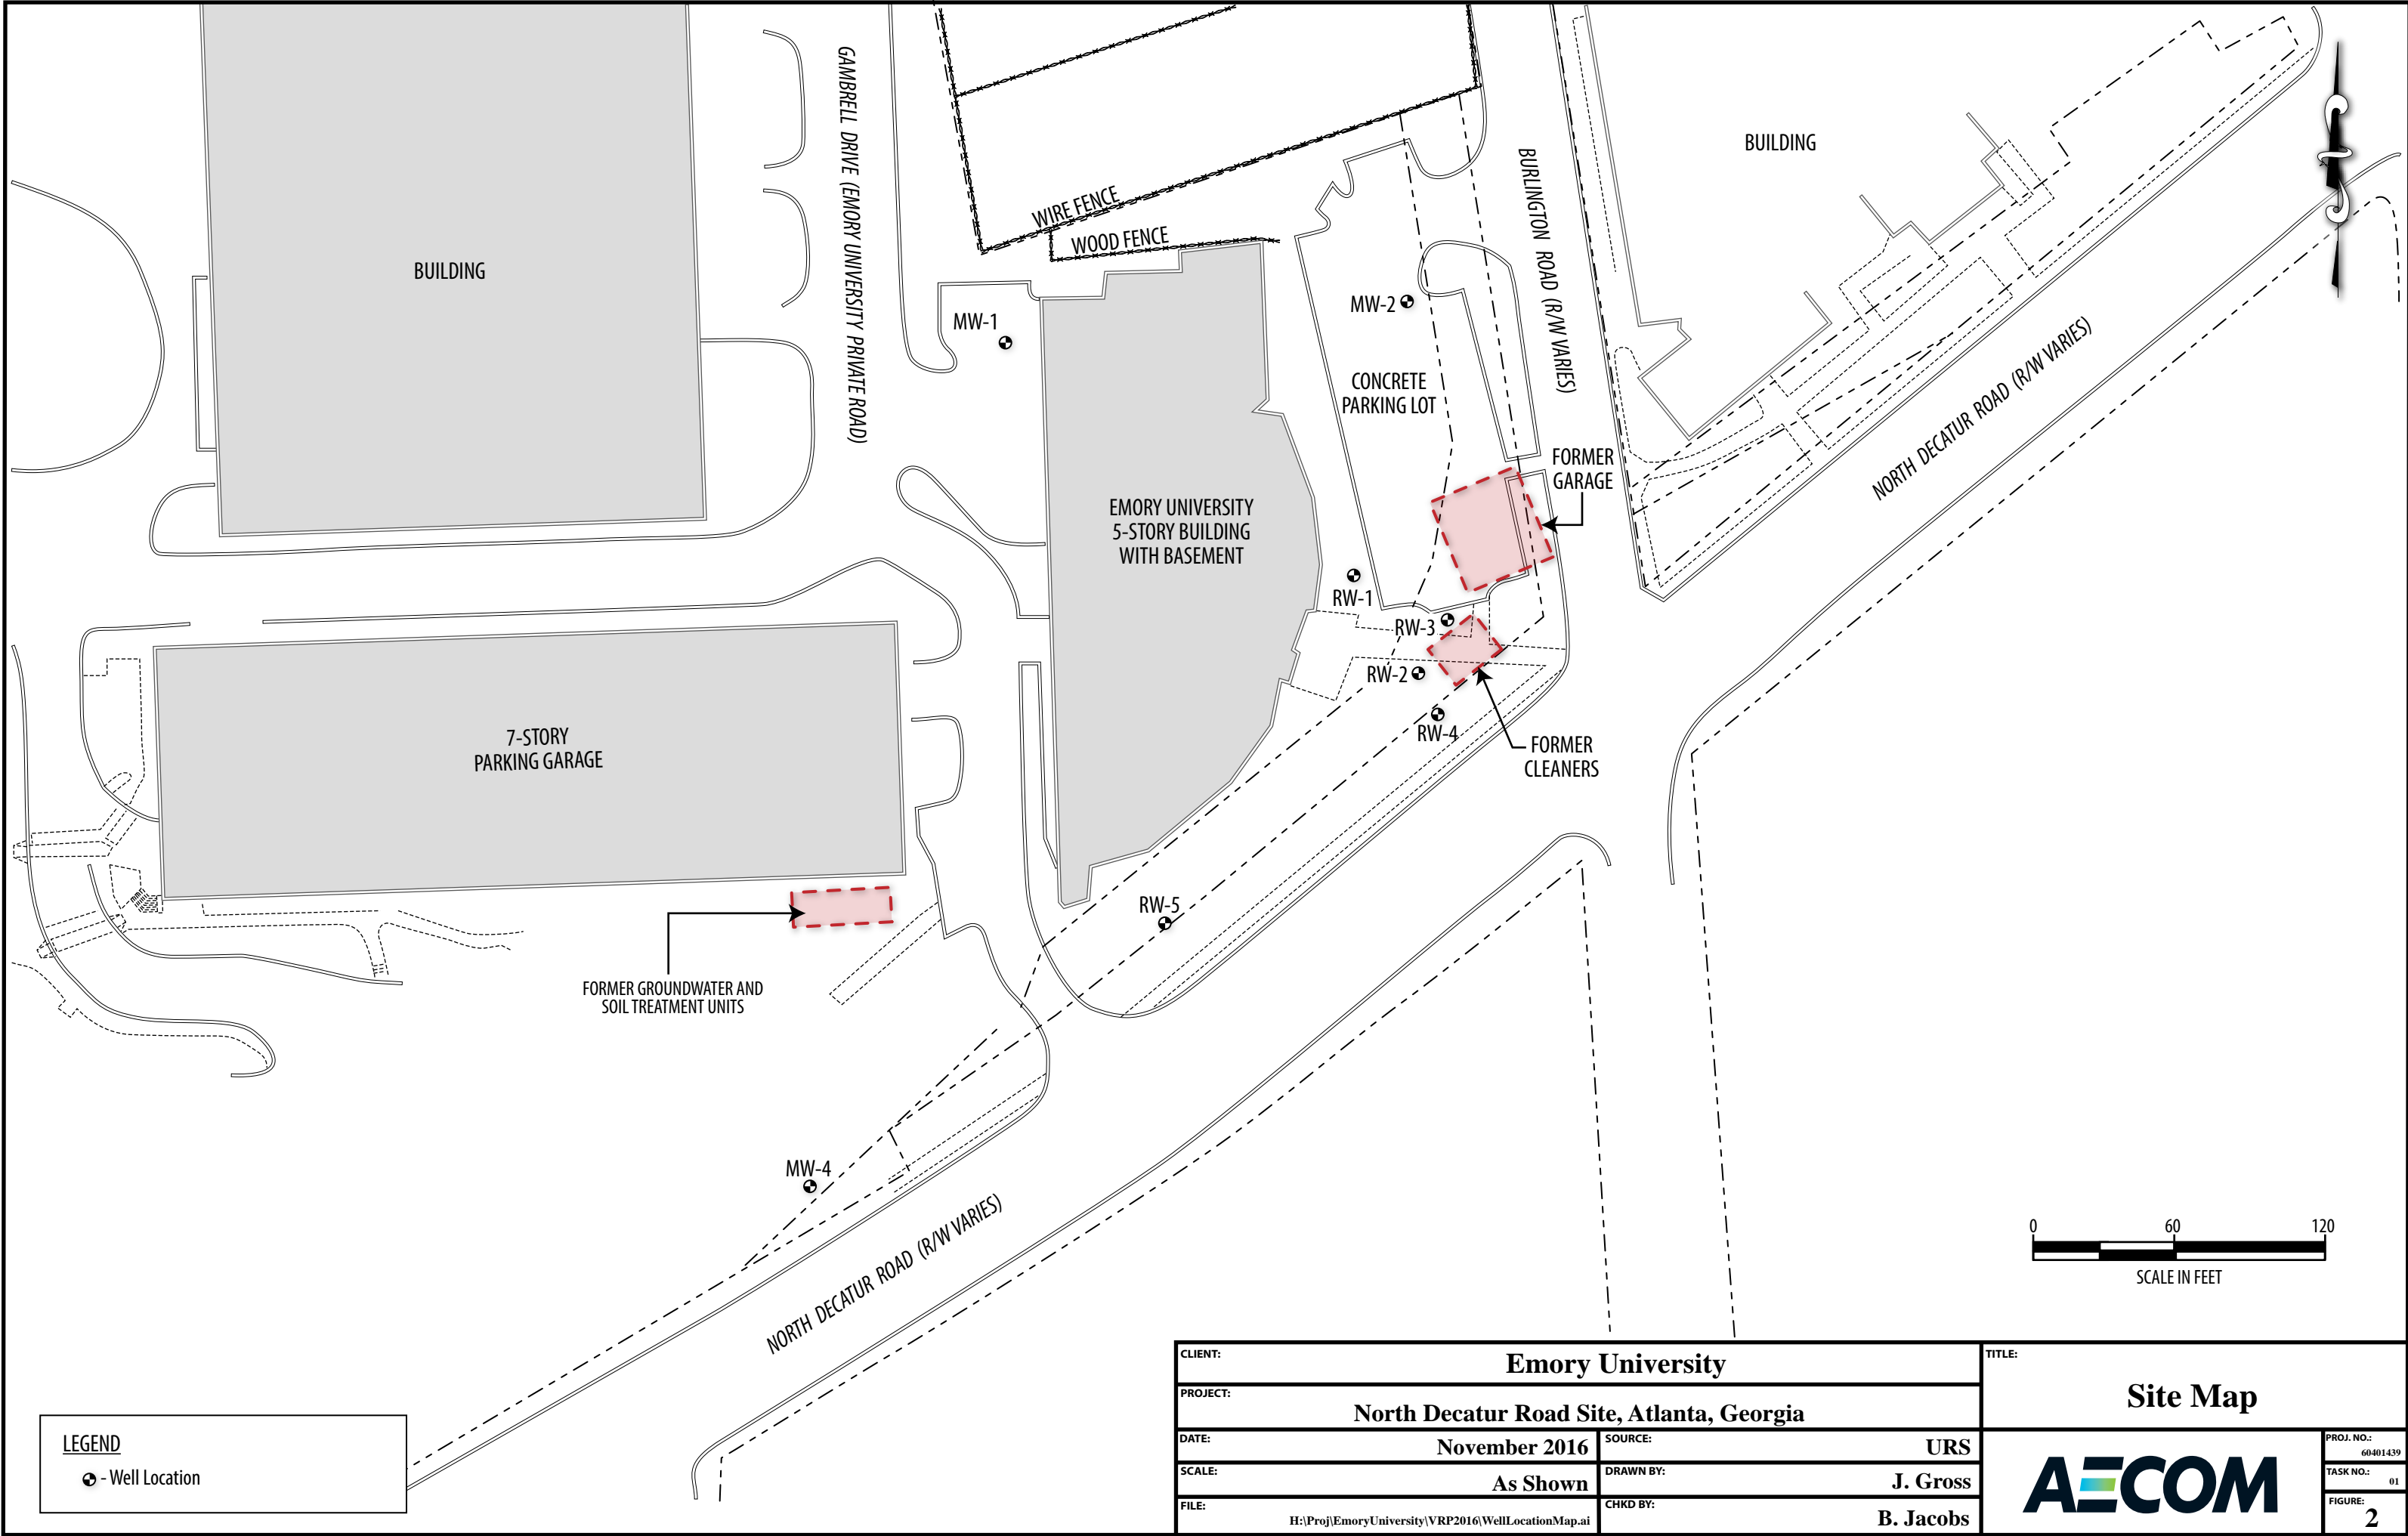 GAMBRELL DRIVE (EMORY UNIVERSITY PRIVATE ROAD)
BUILDING
WIRE FENCE
WOOD FENCE
BURLINGTON ROAD (R/W VARIES)
BUILDING
MW-1
MW-2
CONCRETE
PARKING LOT
NORTH DECATUR ROAD (R/W VARIES)
FORMER
GARAGE
EMORY UNIVERSITY
5-STORY BUILDING
WITH BASEMENT
RW-1
RW-3
RW-2
RW-4
FORMER
CLEANERS
7-STORY
PARKING GARAGE
RW-5
FORMER GROUNDWATER AND
SOIL TREATMENT UNITS
MW-4
NORTH DECATUR ROAD (R/W VARIES)
0 60 120
SCALE IN FEET
LEGEND
- Well Location
CLIENT:
Emory University
PROJECT:
North Decatur Road Site, Atlanta, Georgia
DATE:
November 2016
SOURCE:
URS
SCALE:
As Shown
DRAWN BY:
J. Gross
FILE:
H:\Proj\EmoryUniversity\VRP2016\WellLocationMap.ai
CHKD BY:
B. Jacobs
TITLE:
Site Map
AECOM
PROJ. NO.:
60401439
TASK NO.:
01
FIGURE:
2